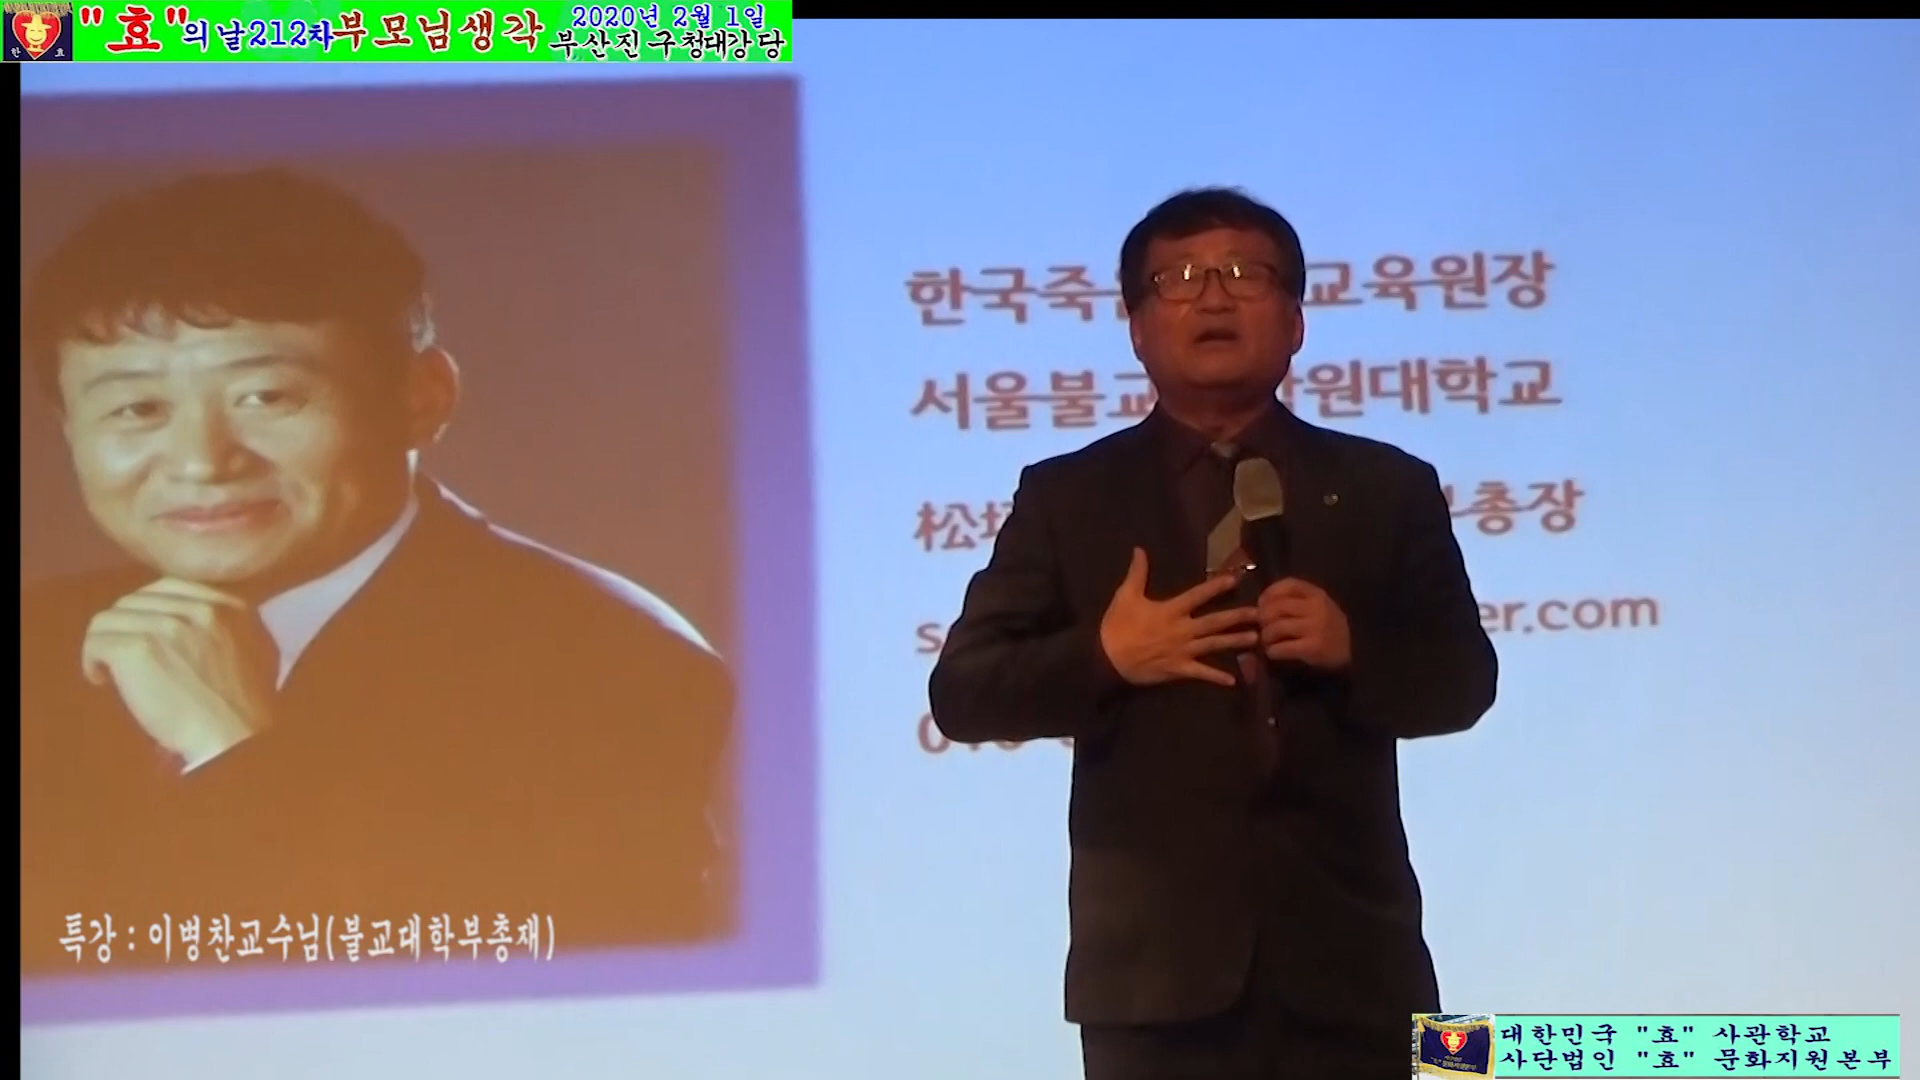 "효"의날212차부모님생각
2020년 2월 1일
부산진구청대강당
한 효
한국죽 교육원장
서울불교 원대학교
松 총장
er.com
특강 : 이병찬교수님(불교대학부총재)
대한민국 "효" 사관학교
사단법인 "효" 문화지원본부